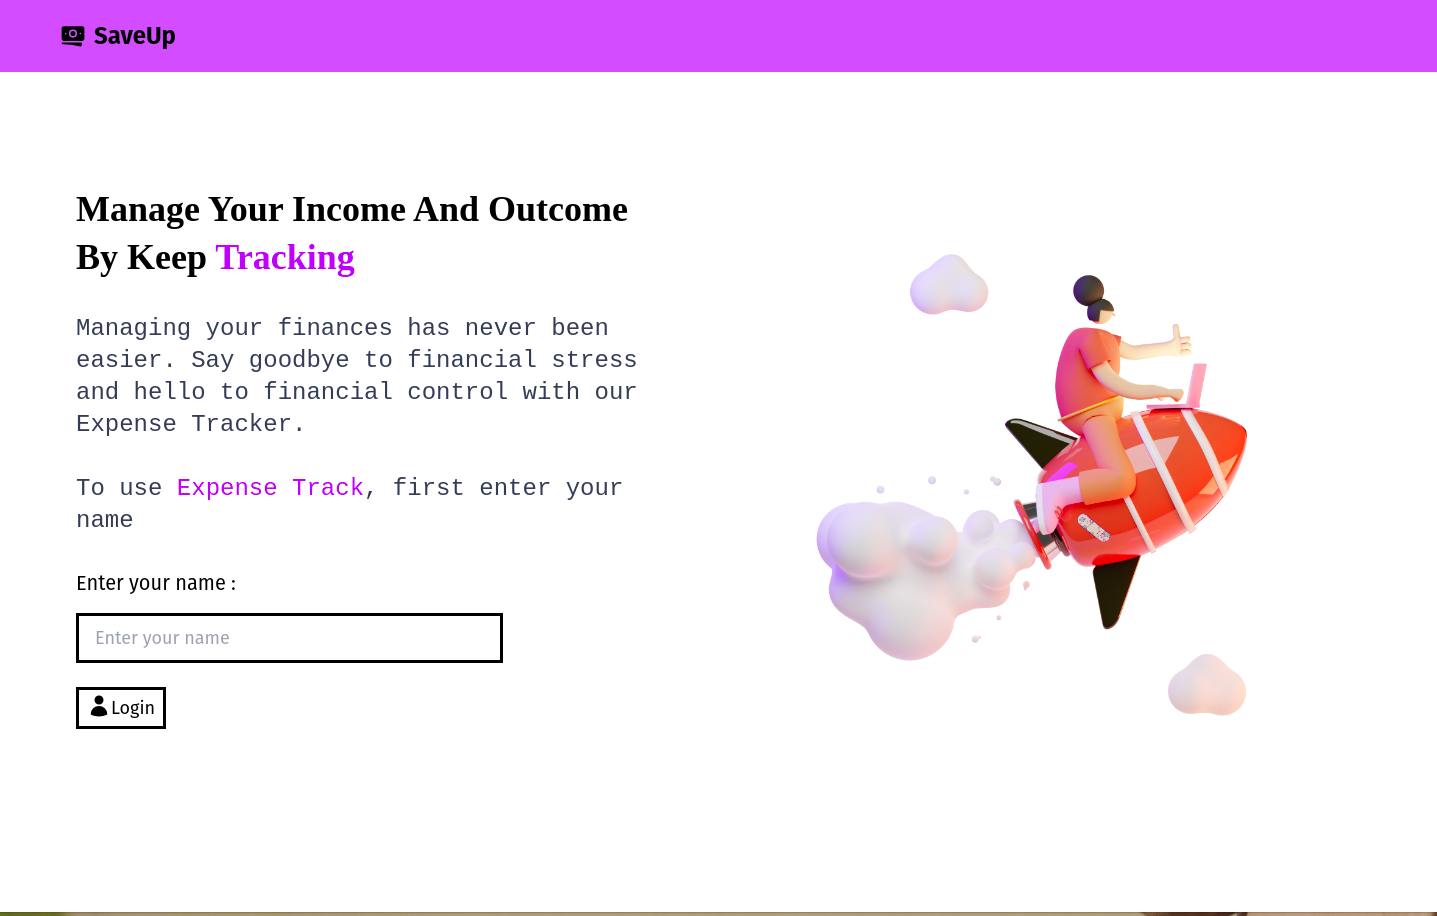 SaveUp
Manage Your Income And Outcome
By Keep Tracking
Managing your finances has never been
easier. Say goodbye to financial stress
and hello to financial control with our
Expense Tracker.
To use Expense Track, first enter your
name
Enter your name :
Enter your name
Login